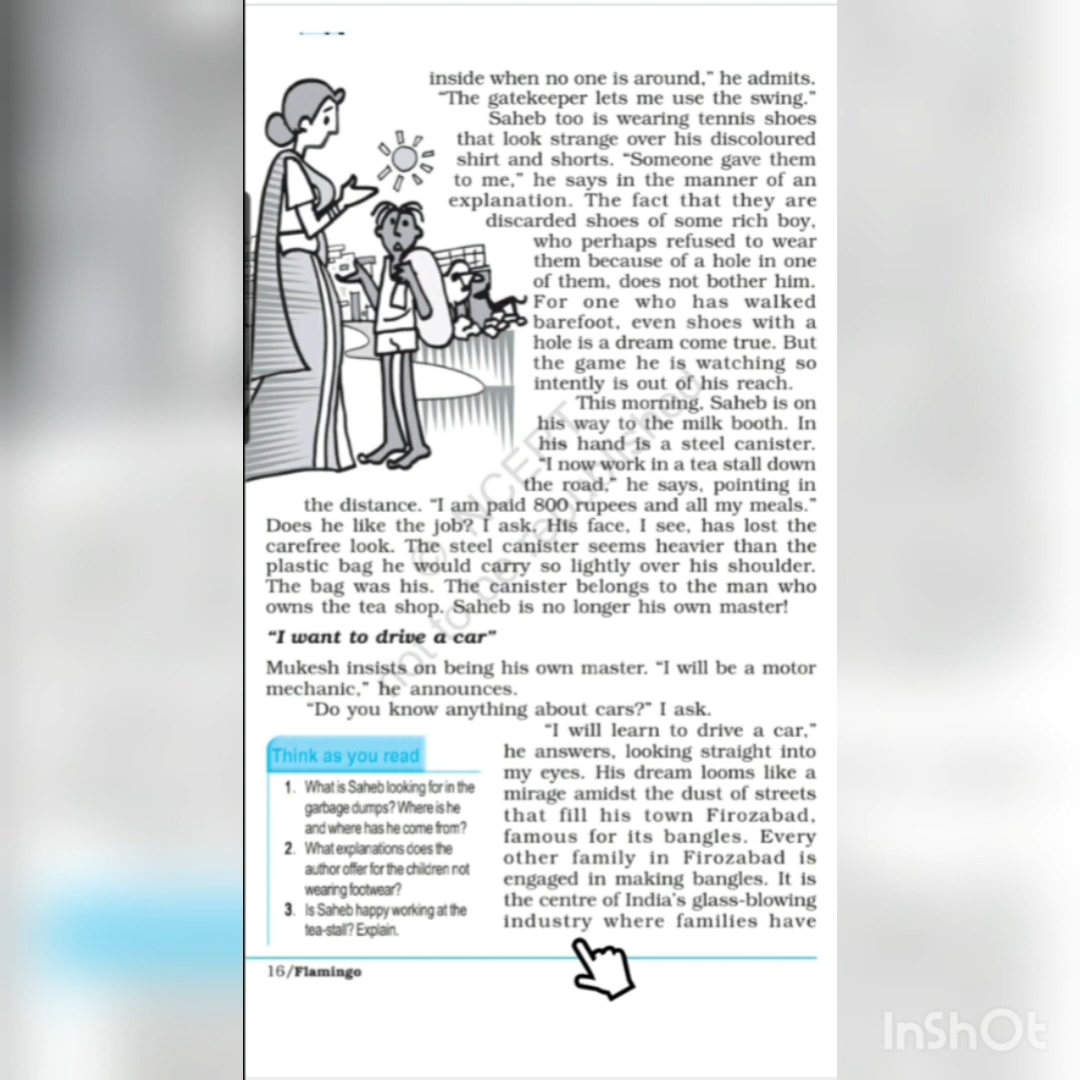 inside when no one is around," he admits.
"The gatekeeper lets me use the swing."
Saheb too is wearing tennis shoes
that look strange over his discoloured
shirt and shorts. "Someone gave them
to me," he says in the manner of an
explanation. The fact that they are
discarded shoes of some rich boy,
who perhaps refused to wear
them because of a hole in one
of them, does not bother him.
For one who has walked
barefoot, even shoes with a
hole is a dream come true. But
the game he is watching so
intently is out of his reach.
This morning, Saheb is on
his way to the milk booth. In
his hand is a steel canister.
"I now work in a tea stall down
the road," he says, pointing in
the distance. "I am paid 800 rupees and all my meals."
Does he like the job? I ask. His face, I see, has lost the
carefree look. The steel canister seems heavier than the
plastic bag he would carry so lightly over his shoulder.
The bag was his. The canister belongs to the man who
owns the tea shop. Saheb is no longer his own master!
"I want to drive a car"
Mukesh insists on being his own master. "I will be a motor
mechanic," he announces.
"Do you know anything about cars?" I ask.
"I will learn to drive a car,"
he answers, looking straight into
my eyes. His dream looms like a
mirage amidst the dust of streets
that fill his town Firozabad,
famous for its bangles. Every
other family in Firozabad is
engaged in making bangles. It is
the centre of India's glass-blowing
industry where families have
Think as you read
1. What is Saheb looking for in the
garbage dumps? Where is he
and where has he come from?
2. What explanations does the
author offer for the children not
wearing footwear?
3. Is Saheb happy working at the
tea-stall? Explain.
16/Flamingo
© NCERT
not to be republished
InShOt